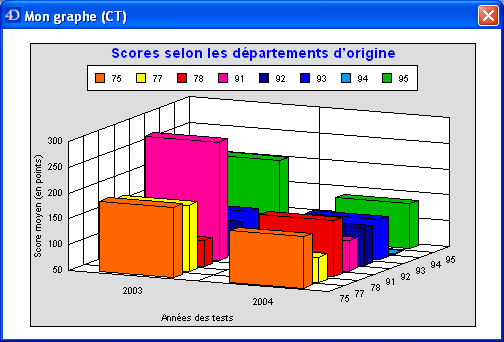 Mon graphe (CT)
Scores selon les départements d'origine
75 77 78 91 92 93 94 95
300
250
200
150
100
50
Score moyen (en points)
2003 2004
75 77 78 91 92 93 94 95
Années des tests